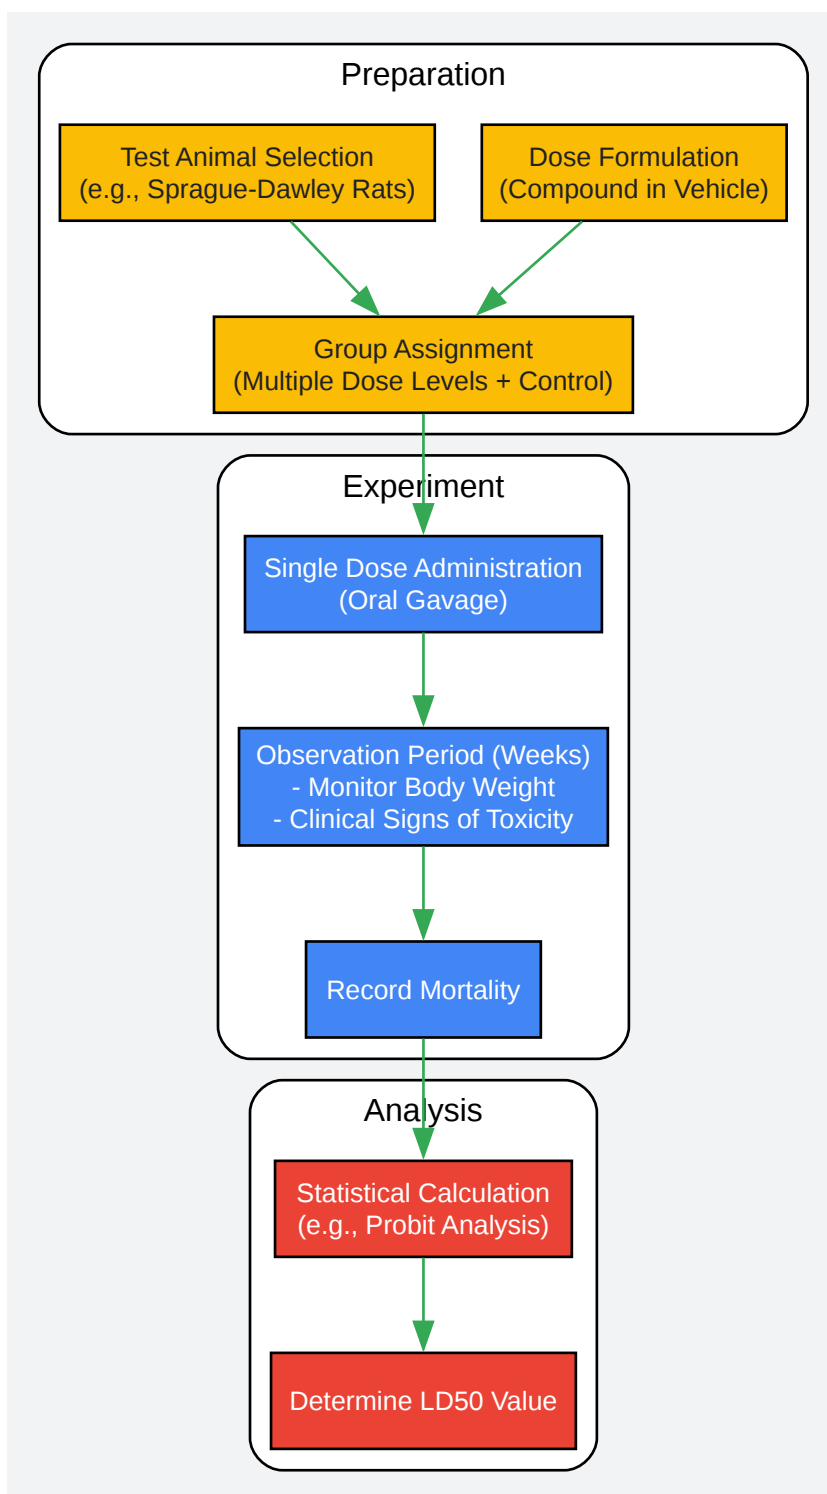 Preparation
Test Animal Selection
(e.g., Sprague-Dawley Rats)
Dose Formulation
(Compound in Vehicle)
Group Assignment
(Multiple Dose Levels + Control)
Experiment
Single Dose Administration
(Oral Gavage)
Observation Period (Weeks)
- Monitor Body Weight
- Clinical Signs of Toxicity
Record Mortality
Analysis
Statistical Calculation
(e.g., Probit Analysis)
Determine LD50 Value